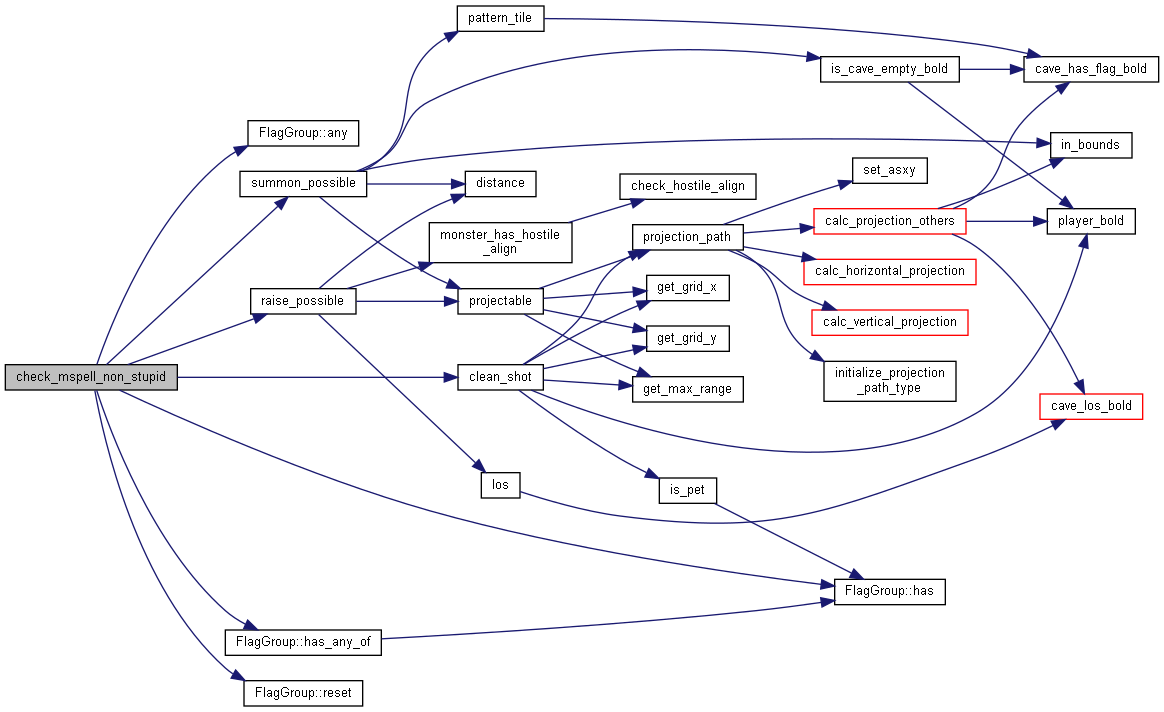 pattern_tile
is_cave_empty_bold
cave_has_flag_bold
FlagGroup::any
in_bounds
summon_possible
distance
check_hostile_align
set_asxy
monster_has_hostile
_align
projection_path
calc_projection_others
player_bold
calc_horizontal_projection
raise_possible
projectable
get_grid_x
calc_vertical_projection
get_grid_y
check_mspell_non_stupid
clean_shot
get_max_range
initialize_projection
_path_type
cave_los_bold
los
is_pet
FlagGroup::has
FlagGroup::has_any_of
FlagGroup::reset